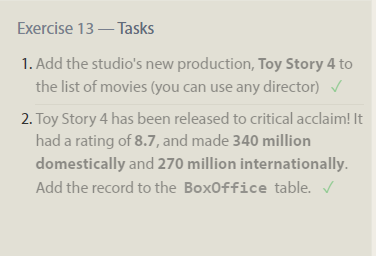 Exercise 13 — Tasks
1. Add the studio's new production, Toy Story 4 to
the list of movies (you can use any director) ✓
2. Toy Story 4 has been released to critical acclaim! It
had a rating of 8.7, and made 340 million
domestically and 270 million internationally.
Add the record to the BoxOffice table. ✓